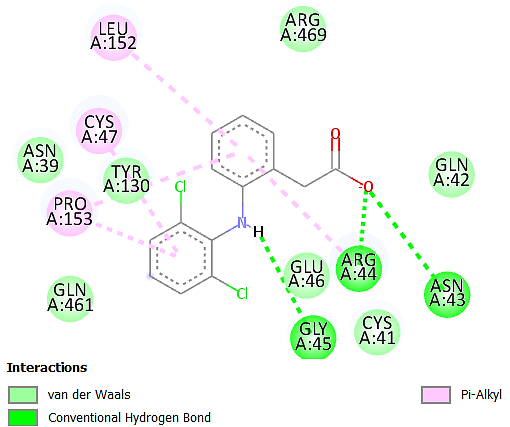 LEU
A:152
ARG
A:469
CYS
A:47
ASN
A:39
TYR
A:130
O
GLN
A:42
PRO
A:153
Cl
O
N
H
GLN
A:461
Cl
GLU
A:46
ARG
A:44
ASN
A:43
GLY
A:45
CYS
A:41
Interactions
van der Waals
Conventional Hydrogen Bond
Pi-Alkyl